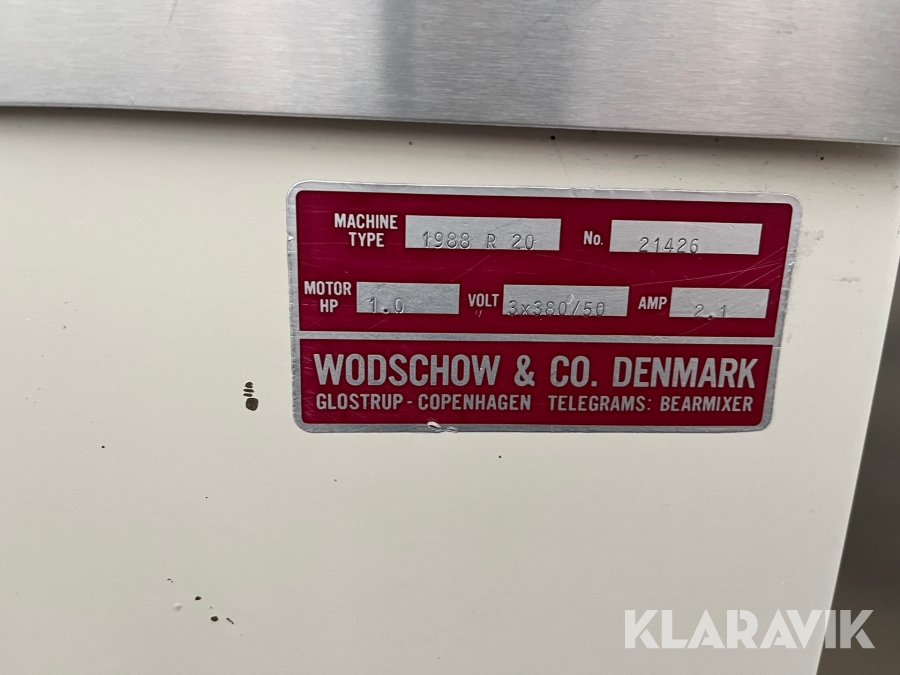 MACHINE TYPE 1988 R 20 No. 21426
MOTOR HP 1.0 VOLT 3x380/50 AMP 2.1
WODSCHOW & CO. DENMARK
GLOSTRUP - COPENHAGEN TELEGRAMS: BEARMIXER
KLARAVIK